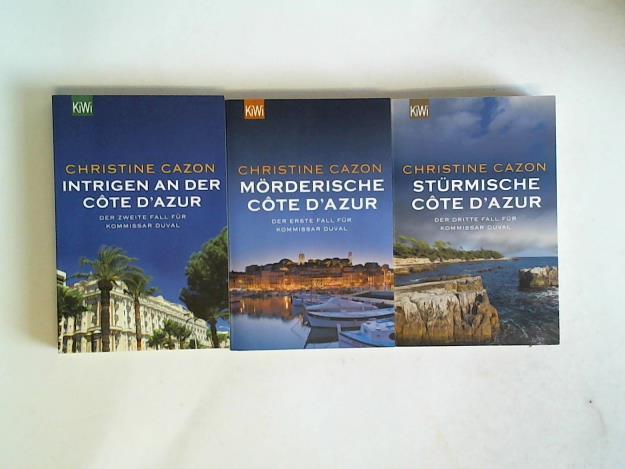 KiWi
CHRISTINE CAZON
INTRIGEN AN DER
CÔTE D'AZUR
DER ZWEITE FALL FÜR
KOMMISSAR DUVAL
KiWi
CHRISTINE CAZON
MÖRDERISCHE
CÔTE D'AZUR
DER ERSTE FALL FÜR
KOMMISSAR DUVAL
KiWi
CHRISTINE CAZON
STÜRMISCHE
CÔTE D'AZUR
DER DRITTE FALL FÜR
KOMMISSAR DUVAL